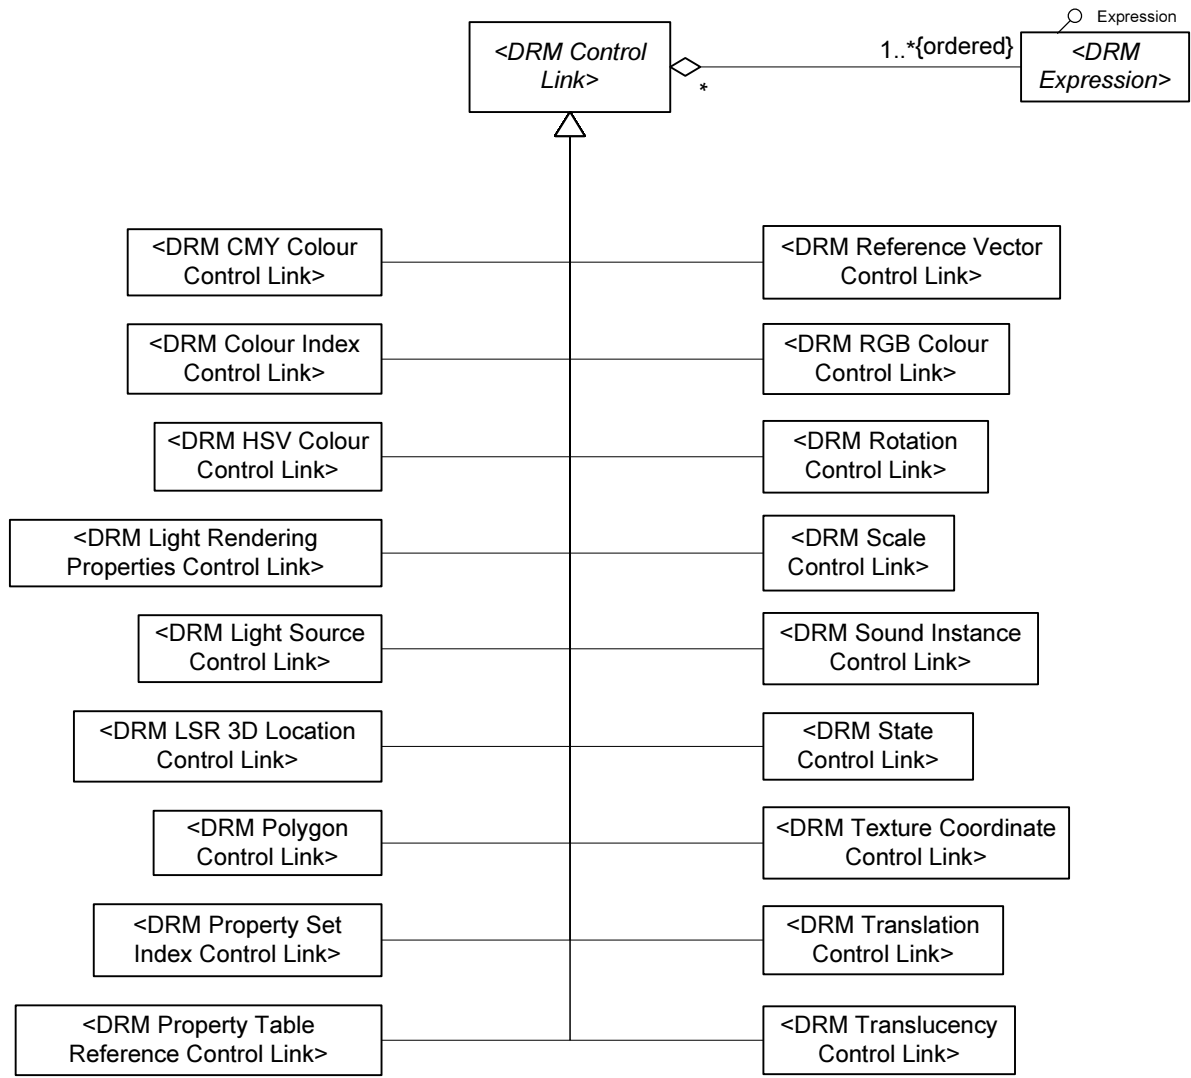 Expression
<DRM Control
Link>
1..*{ordered}
*
<DRM
Expression>
<DRM CMY Colour
Control Link>
<DRM Reference Vector
Control Link>
<DRM Colour Index
Control Link>
<DRM RGB Colour
Control Link>
<DRM HSV Colour
Control Link>
<DRM Rotation
Control Link>
<DRM Light Rendering
Properties Control Link>
<DRM Scale
Control Link>
<DRM Light Source
Control Link>
<DRM Sound Instance
Control Link>
<DRM LSR 3D Location
Control Link>
<DRM State
Control Link>
<DRM Polygon
Control Link>
<DRM Texture Coordinate
Control Link>
<DRM Property Set
Index Control Link>
<DRM Translation
Control Link>
<DRM Property Table
Reference Control Link>
<DRM Translucency
Control Link>